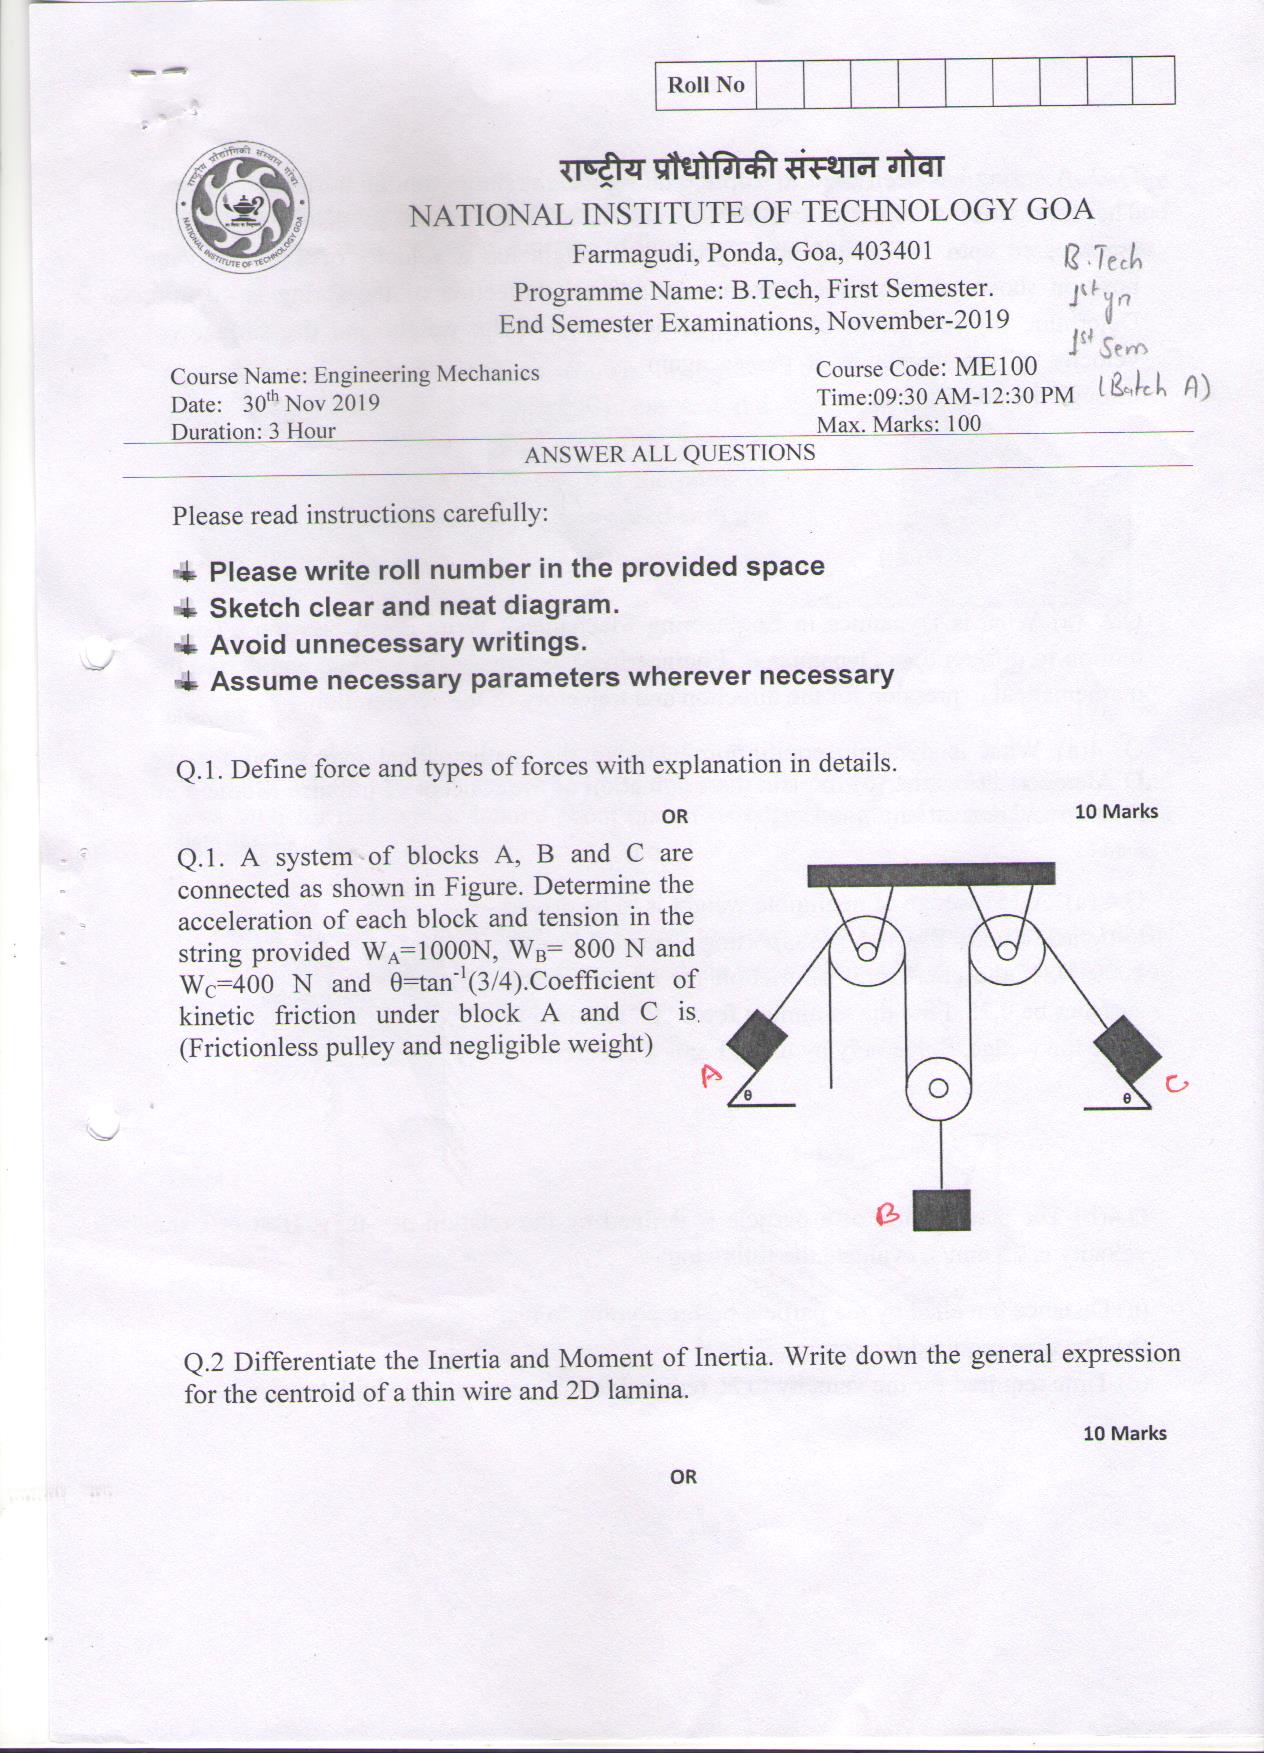 Roll No
राष्ट्रीय प्रौधोगिकी संस्थान गोवा
NATIONAL INSTITUTE OF TECHNOLOGY GOA
Farmagudi, Ponda, Goa, 403401
Programme Name: B.Tech, First Semester.
End Semester Examinations, November-2019
B.Tech
1st yr
1st Sem
(Batch A)
राष्ट्रीय प्रौधोगिकी संस्थान गोवा
NATIONAL INSTITUTE OF TECHNOLOGY GOA
Course Name: Engineering Mechanics
Date: 30th Nov 2019
Duration: 3 Hour
Course Code: ME100
Time:09:30 AM-12:30 PM
Max. Marks: 100
ANSWER ALL QUESTIONS
Please read instructions carefully:
Please write roll number in the provided space
Sketch clear and neat diagram.
Avoid unnecessary writings.
Assume necessary parameters wherever necessary
Q.1. Define force and types of forces with explanation in details.
10 Marks
OR
Q.1. A system of blocks A, B and C are
connected as shown in Figure. Determine the
acceleration of each block and tension in the
string provided WA=1000N, WB= 800 N and
WC=400 N and θ=tan-1(3/4).Coefficient of
kinetic friction under block A and C is
(Frictionless pulley and negligible weight)
A
θ
B
θ
C
Q.2 Differentiate the Inertia and Moment of Inertia. Write down the general expression
for the centroid of a thin wire and 2D lamina.
10 Marks
OR